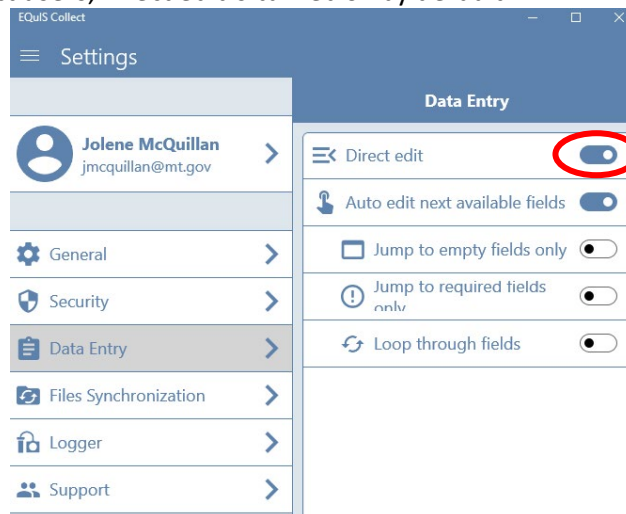 EQuIS Collect
Settings
Data Entry
Jolene McQuillan
jmcquillan@mt.gov
Direct edit
Auto edit next available fields
General
Jump to empty fields only
Security
Jump to required fields
only
Data Entry
Loop through fields
Files Synchronization
Logger
Support